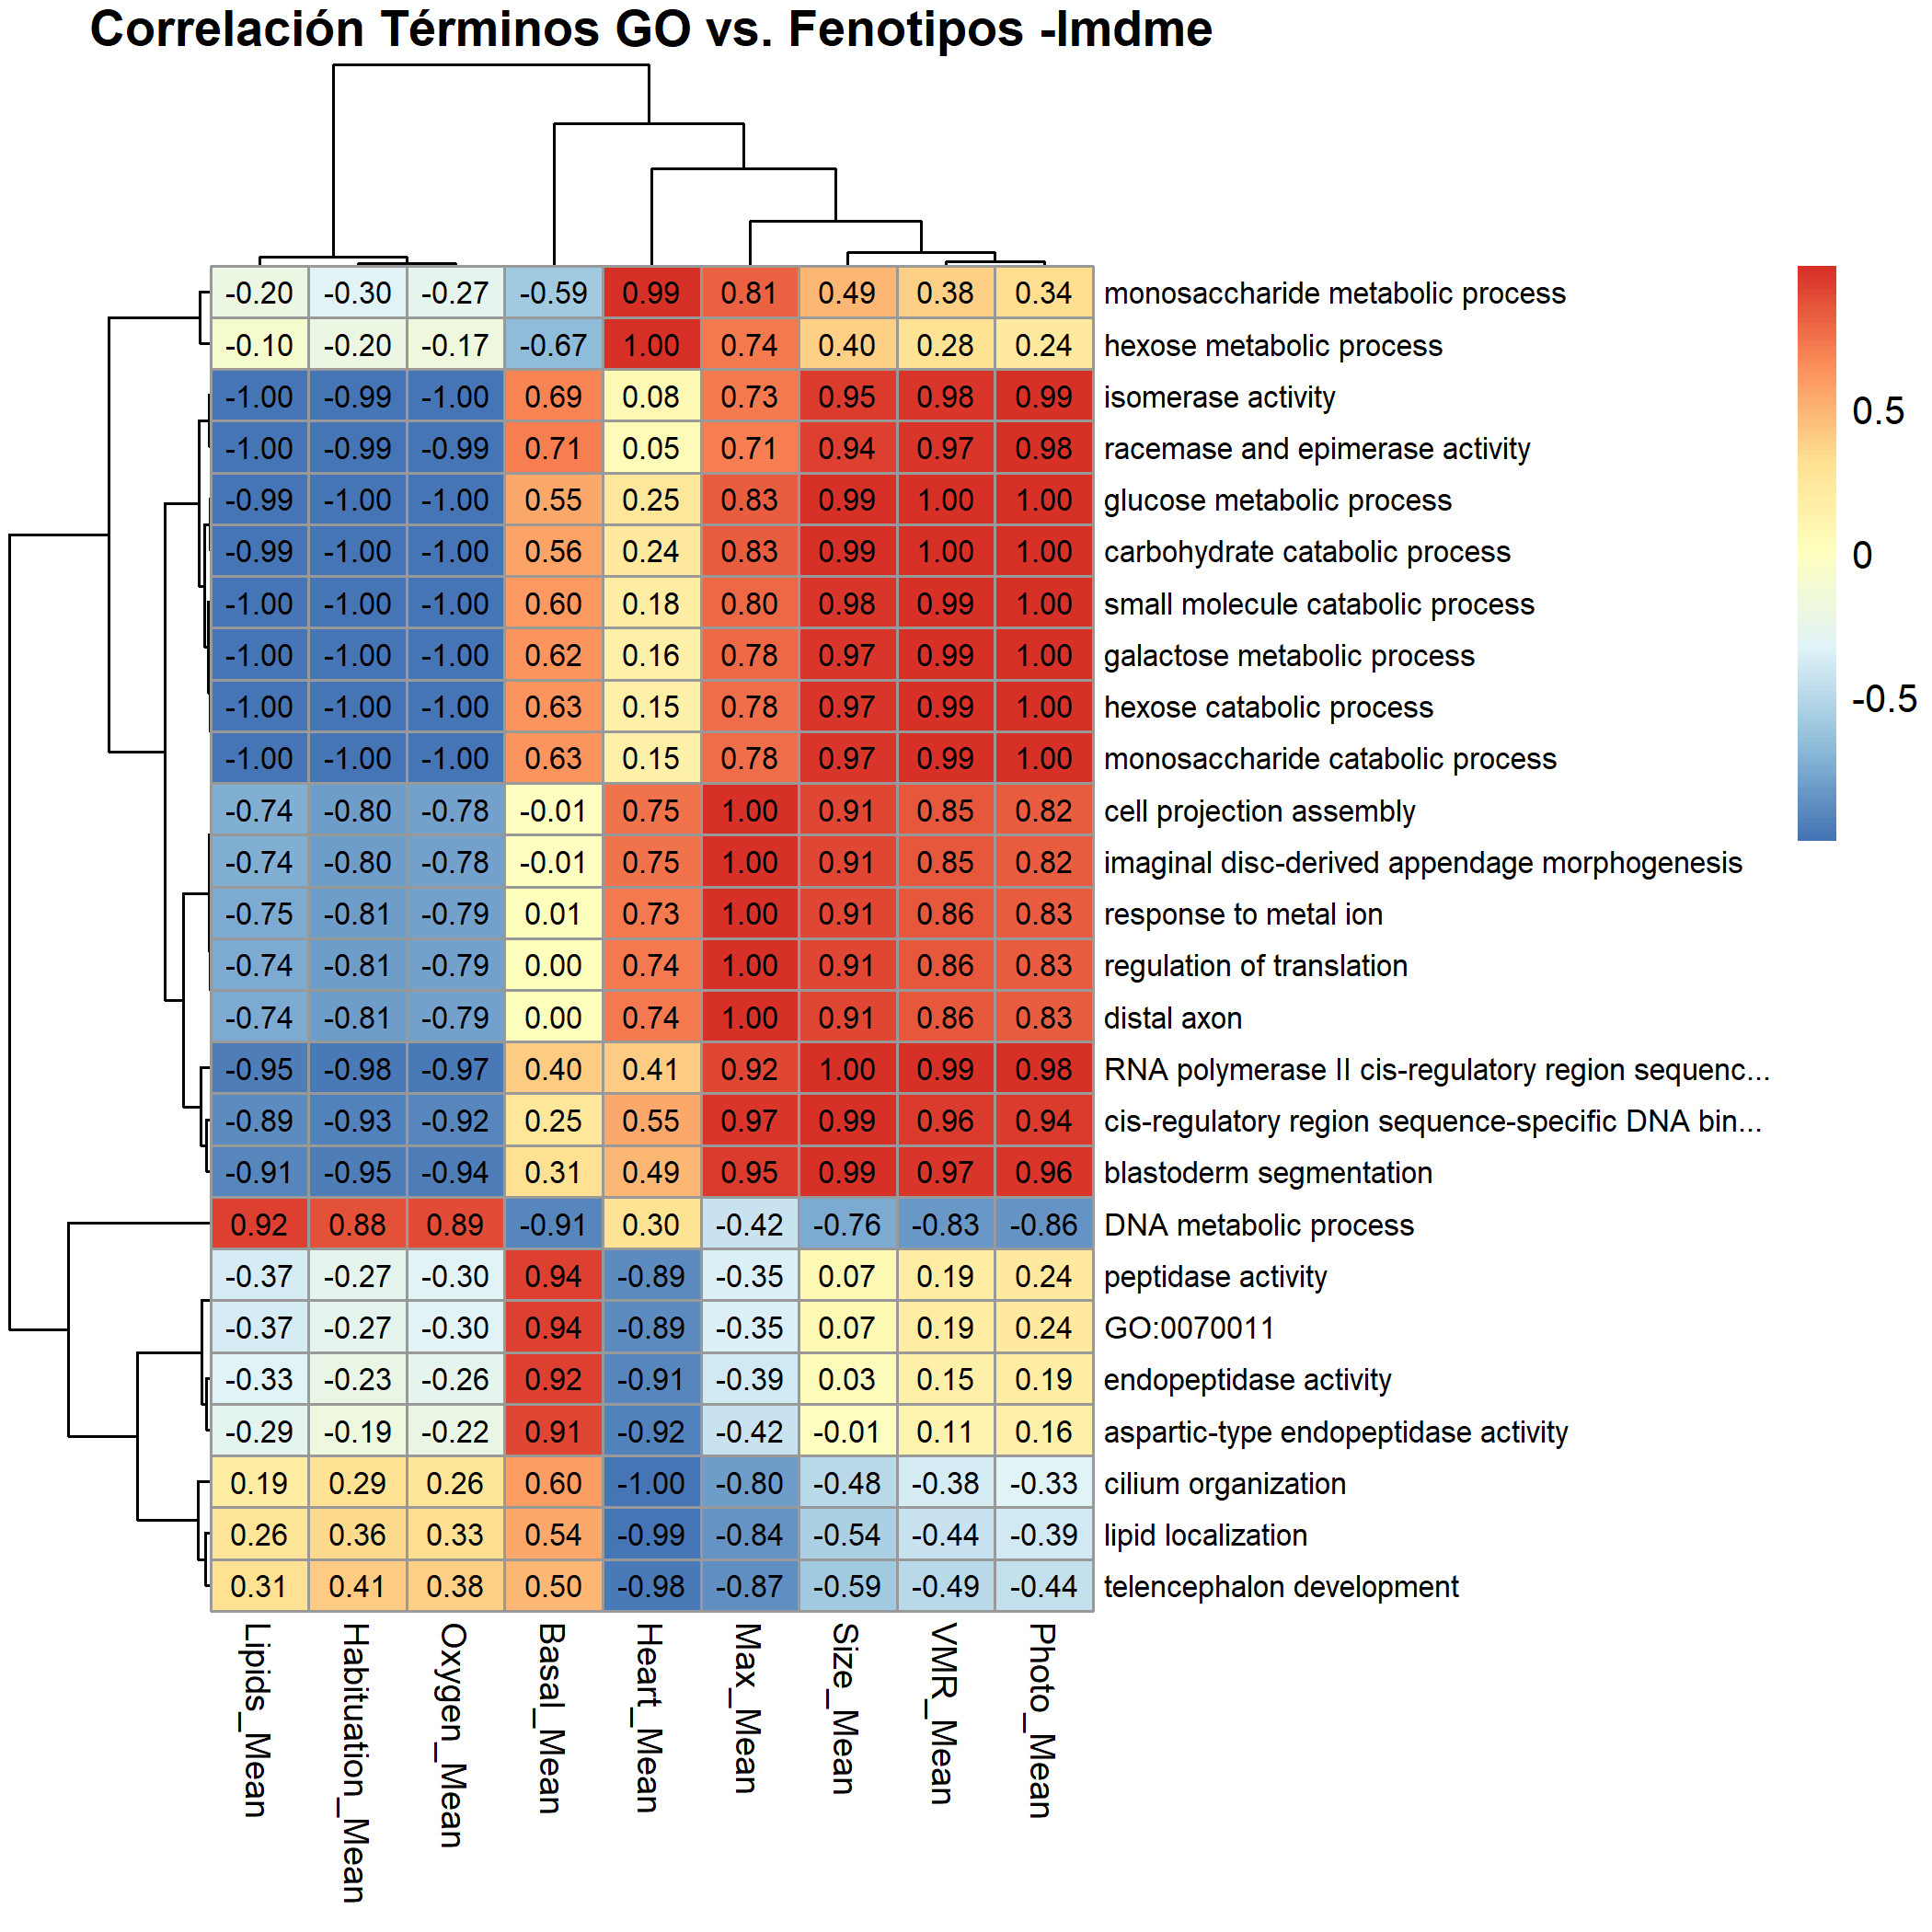 Correlación Términos GO vs. Fenotipos -lmdme
-0.20 -0.30 -0.27 -0.59 0.99 0.81 0.49 0.38 0.34 monosaccharide metabolic process
-0.10 -0.20 -0.17 -0.67 1.00 0.74 0.40 0.28 0.24 hexose metabolic process
-1.00 -0.99 -1.00 0.69 0.08 0.73 0.95 0.98 0.99 isomerase activity
-1.00 -0.99 -0.99 0.71 0.05 0.71 0.94 0.97 0.98 racemase and epimerase activity
-0.99 -1.00 -1.00 0.55 0.25 0.83 0.99 1.00 1.00 glucose metabolic process
-0.99 -1.00 -1.00 0.56 0.24 0.83 0.99 1.00 1.00 carbohydrate catabolic process
-1.00 -1.00 -1.00 0.60 0.18 0.80 0.98 0.99 1.00 small molecule catabolic process
-1.00 -1.00 -1.00 0.62 0.16 0.78 0.97 0.99 1.00 galactose metabolic process
-1.00 -1.00 -1.00 0.63 0.15 0.78 0.97 0.99 1.00 hexose catabolic process
-1.00 -1.00 -1.00 0.63 0.15 0.78 0.97 0.99 1.00 monosaccharide catabolic process
-0.74 -0.80 -0.78 -0.01 0.75 1.00 0.91 0.85 0.82 cell projection assembly
-0.74 -0.80 -0.78 -0.01 0.75 1.00 0.91 0.85 0.82 imaginal disc-derived appendage morphogenesis
-0.75 -0.81 -0.79 0.01 0.73 1.00 0.91 0.86 0.83 response to metal ion
-0.74 -0.81 -0.79 0.00 0.74 1.00 0.91 0.86 0.83 regulation of translation
-0.74 -0.81 -0.79 0.00 0.74 1.00 0.91 0.86 0.83 distal axon
-0.95 -0.98 -0.97 0.40 0.41 0.92 1.00 0.99 0.98 RNA polymerase II cis-regulatory region sequenc...
-0.89 -0.93 -0.92 0.25 0.55 0.97 0.99 0.96 0.94 cis-regulatory region sequence-specific DNA bin...
-0.91 -0.95 -0.94 0.31 0.49 0.95 0.99 0.97 0.96 blastoderm segmentation
0.92 0.88 0.89 -0.91 0.30 -0.42 -0.76 -0.83 -0.86 DNA metabolic process
-0.37 -0.27 -0.30 0.94 -0.89 -0.35 0.07 0.19 0.24 peptidase activity
-0.37 -0.27 -0.30 0.94 -0.89 -0.35 0.07 0.19 0.24 GO:0070011
-0.33 -0.23 -0.26 0.92 -0.91 -0.39 0.03 0.15 0.19 endopeptidase activity
-0.29 -0.19 -0.22 0.91 -0.92 -0.42 -0.01 0.11 0.16 aspartic-type endopeptidase activity
0.19 0.29 0.26 0.60 -1.00 -0.80 -0.48 -0.38 -0.33 cilium organization
0.26 0.36 0.33 0.54 -0.99 -0.84 -0.54 -0.44 -0.39 lipid localization
0.31 0.41 0.38 0.50 -0.98 -0.87 -0.59 -0.49 -0.44 telencephalon development
Lipids_Mean
Habituation_Mean
Oxygen_Mean
Basal_Mean
Heart_Mean
Max_Mean
Size_Mean
VMR_Mean
Photo_Mean
0.5
0
-0.5